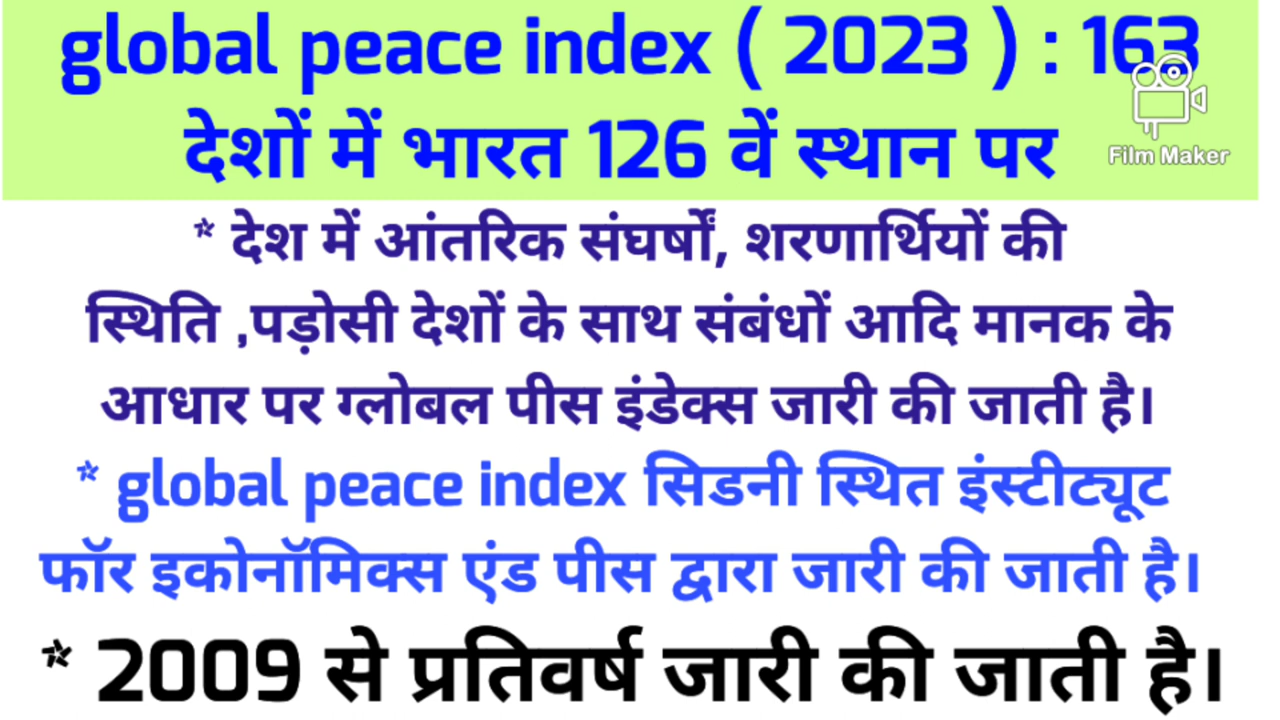 global peace index ( 2023 ) : 163
देशों में भारत 126 वें स्थान पर
Film Maker
* देश में आंतरिक संघर्षों, शरणार्थियों की
स्थिति ,पड़ोसी देशों के साथ संबंधों आदि मानक के
आधार पर ग्लोबल पीस इंडेक्स जारी की जाती है।
* global peace index सिडनी स्थित इंस्टीट्यूट
फॉर इकोनॉमिक्स एंड पीस द्वारा जारी की जाती है।
* 2009 से प्रतिवर्ष जारी की जाती है।